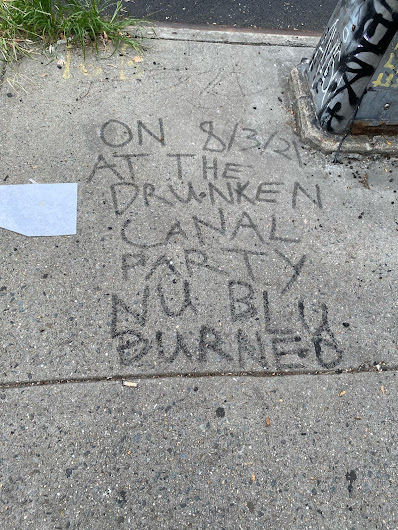 ON 8/3/21
AT THE
DRUNKEN
CANAL
PARTY
NU BLU
BURNED